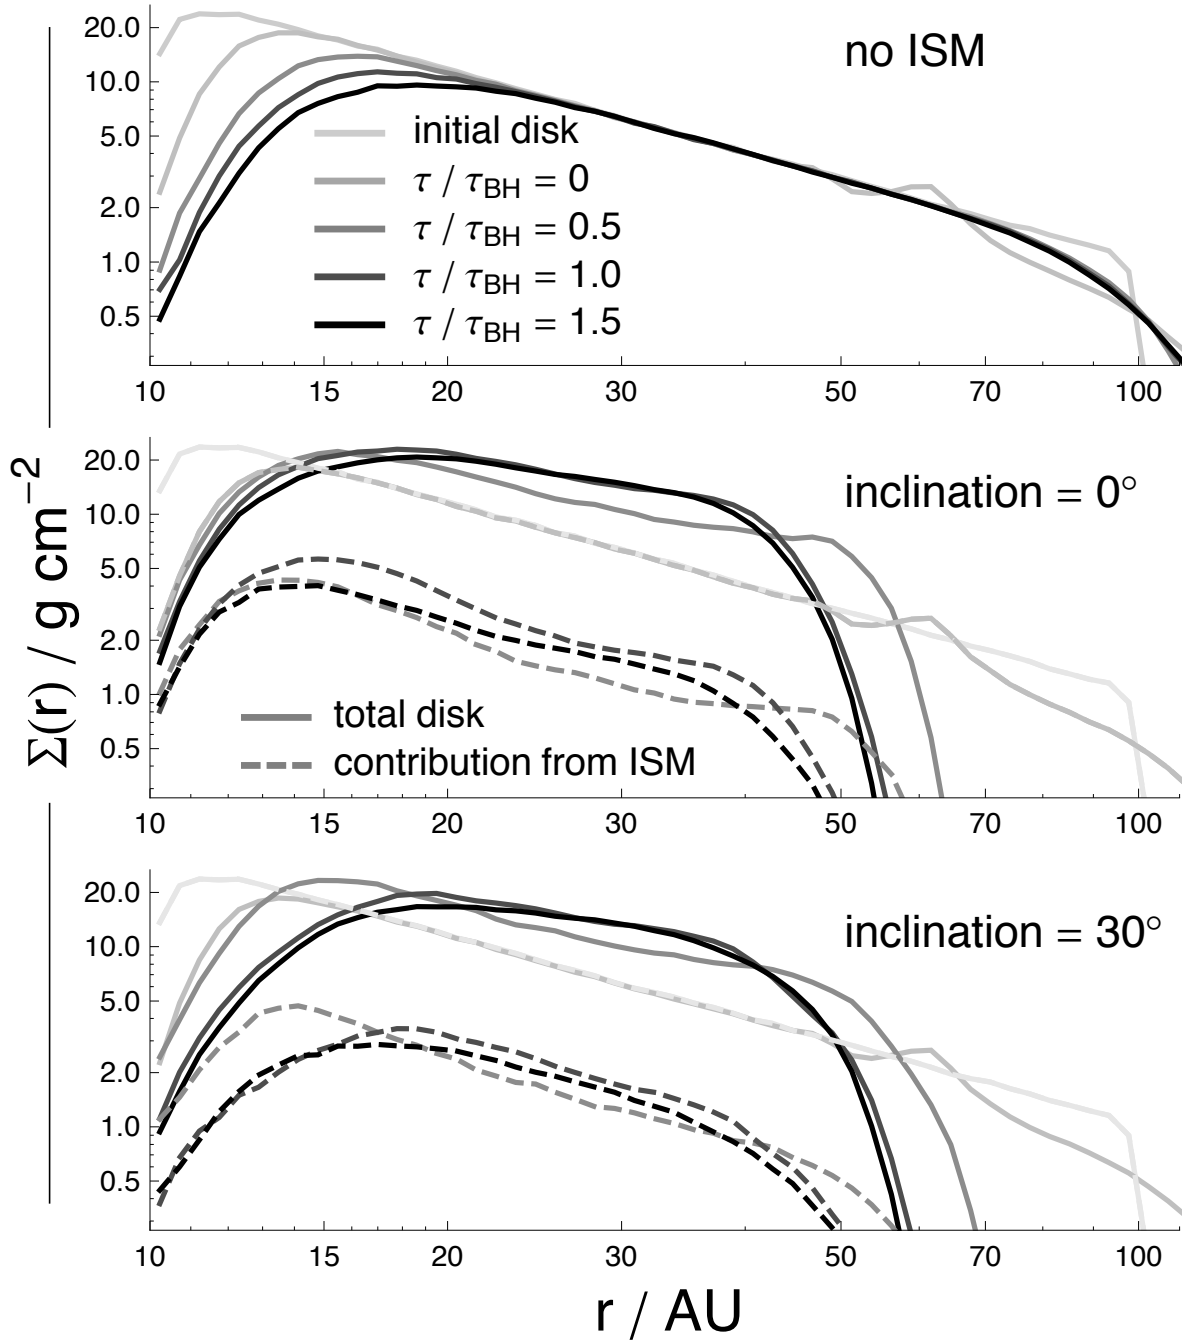 no ISM
20.0
10.0
5.0
2.0
1.0
0.5
initial disk
τ / τBH = 0
τ / τBH = 0.5
τ / τBH = 1.0
τ / τBH = 1.5
10 15 20 30 50 70 100
inclination = 0°
20.0
10.0
5.0
2.0
1.0
0.5
total disk
contribution from ISM
10 15 20 30 50 70 100
inclination = 30°
20.0
10.0
5.0
2.0
1.0
0.5
10 15 20 30 50 70 100
Σ(r) / g cm⁻²
r / AU